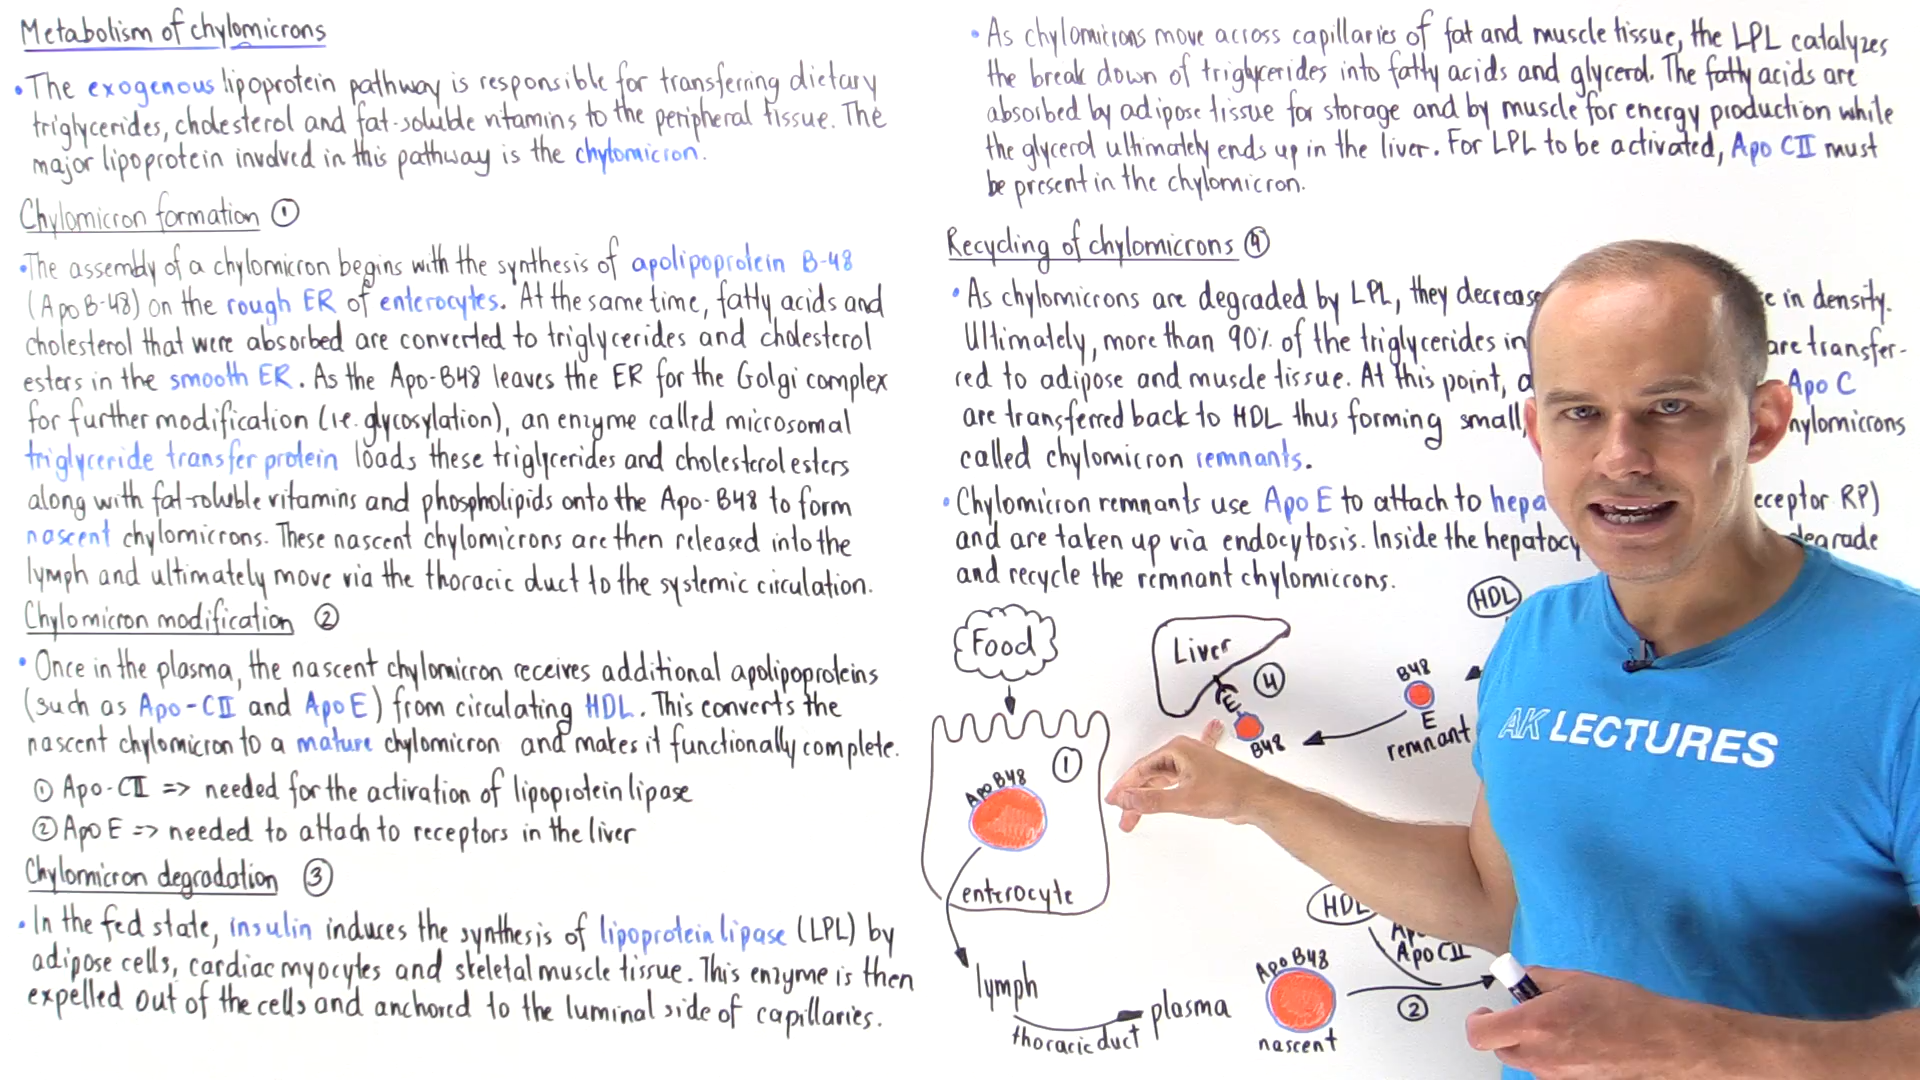 Metabolism of chylomicrons
• The exogenous lipoprotein pathway is responsible for transferring dietary
triglycerides, cholesterol and fat-soluble vitamins to the peripheral tissue. The
major lipoprotein involved in this pathway is the chylomicron.
Chylomicron formation ①
• The assembly of a chylomicron begins with the synthesis of apolipoprotein B-48
(Apo B-48) on the rough ER of enterocytes. At the same time, fatty acids and
cholesterol that were absorbed are converted to triglycerides and cholesterol
esters in the smooth ER. As the Apo-B48 leaves the ER for the Golgi complex
for further modification (i.e. glycosylation), an enzyme called microsomal
triglyceride transfer protein loads these triglycerides and cholesterol esters
along with fat-soluble vitamins and phospholipids onto the Apo-B48 to form
nascent chylomicrons. These nascent chylomicrons are then released into the
lymph and ultimately move via the thoracic duct to the systemic circulation.
Chylomicron modification ②
• Once in the plasma, the nascent chylomicron receives additional apolipoproteins
(such as Apo-CII and Apo E) from circulating HDL. This converts the
nascent chylomicron to a mature chylomicron and makes it functionally complete.
① Apo-CII => needed for the activation of lipoprotein lipase
② Apo E => needed to attach to receptors in the liver
Chylomicron degradation ③
• In the fed state, insulin induces the synthesis of lipoprotein lipase (LPL) by
adipose cells, cardiac myocytes and skeletal muscle tissue. This enzyme is then
expelled out of the cells and anchored to the luminal side of capillaries.
• As chylomicrons move across capillaries of fat and muscle tissue, the LPL catalyzes
the break down of triglycerides into fatty acids and glycerol. The fatty acids are
absorbed by adipose tissue for storage and by muscle for energy production while
the glycerol ultimately ends up in the liver. For LPL to be activated, Apo CII must
be present in the chylomicron.
Recycling of chylomicrons ④
• As chylomicrons are degraded by LPL, they decrease in density.
Ultimately, more than 90% of the triglycerides in are transfer-
red to adipose and muscle tissue. At this point, Apo C
are transferred back to HDL thus forming small, chylomicrons
called chylomicron remnants.
• Chylomicron remnants use Apo E to attach to hepa receptor RP)
and are taken up via endocytosis. Inside the hepatocy degrade
and recycle the remnant chylomicrons.
Food
Liver
④
E
B48
HDL
B48
E
remnant
Apo B48
①
enterocyte
lymph
thoracic duct
plasma
Apo B48
nascent
HDL
Apo CII
②
AK LECTURES